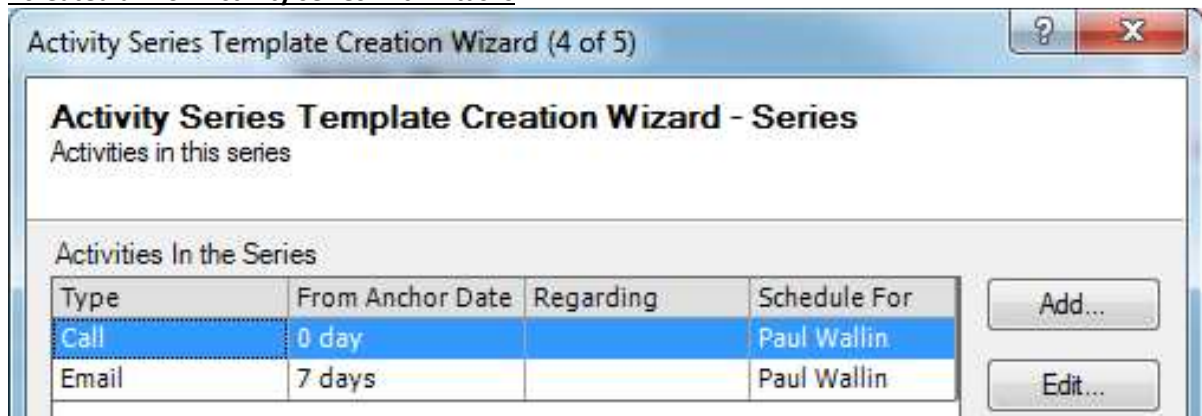 Activity Series Template Creation Wizard (4 of 5)
Activity Series Template Creation Wizard - Series
Activities in this series
Activities In the Series
Type From Anchor Date Regarding Schedule For
Add...
Call 0 day Paul Wallin
Email 7 days Paul Wallin
Edit...